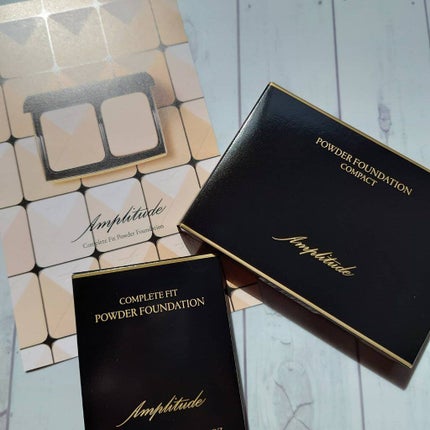 Amplitude
Complete Fit Powder Foundation
POWDER FOUNDATION
COMPACT
Amplitude
COMPLETE FIT
POWDER FOUNDATION
Amplitude